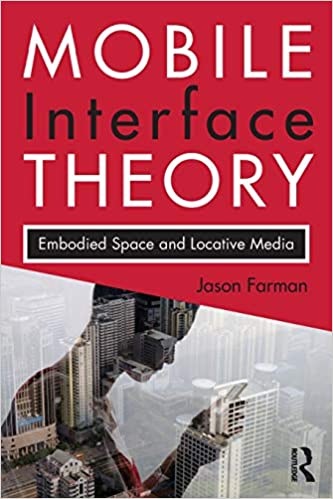 MOBILE
Interface
THEORY
Embodied Space and Locative Media
Jason Farman
ROUTLEDGE